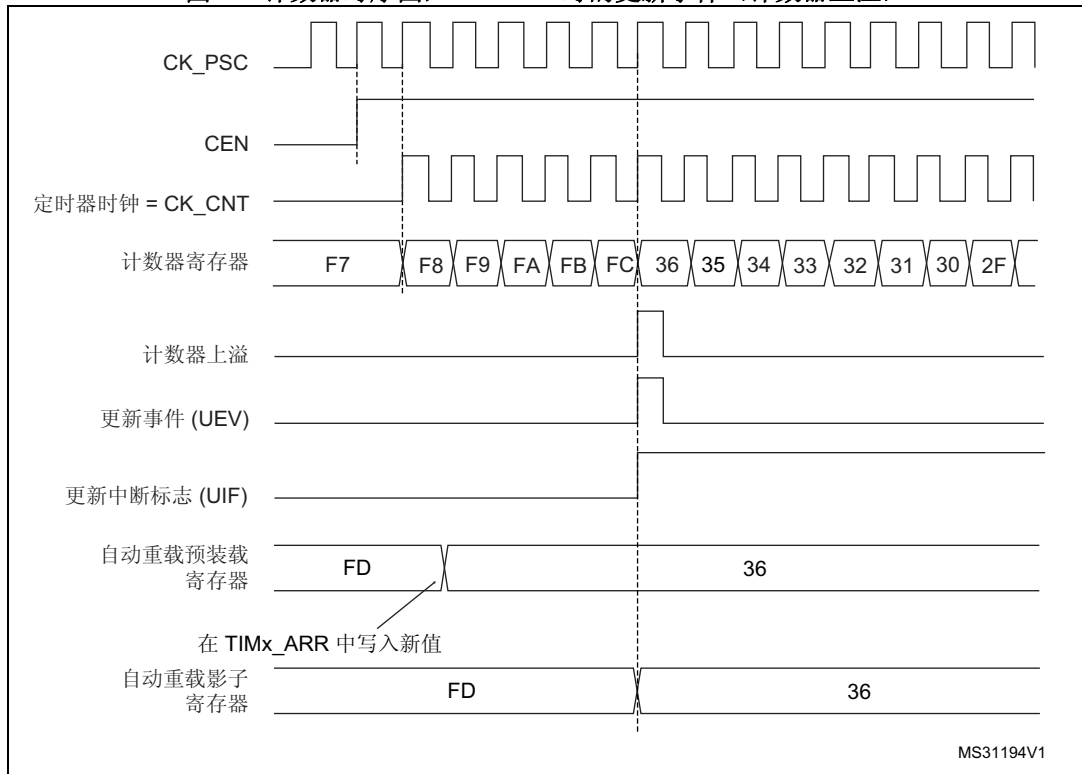 CK_PSC
CEN
定时器时钟 = CK_CNT
计数器寄存器 F7 F8 F9 FA FB FC 36 35 34 33 32 31 30 2F
计数器上溢
更新事件 (UEV)
更新中断标志 (UIF)
自动重载预装载
寄存器
FD 36
在 TIMx_ARR 中写入新值
自动重载影子
寄存器
FD 36
MS31194V1